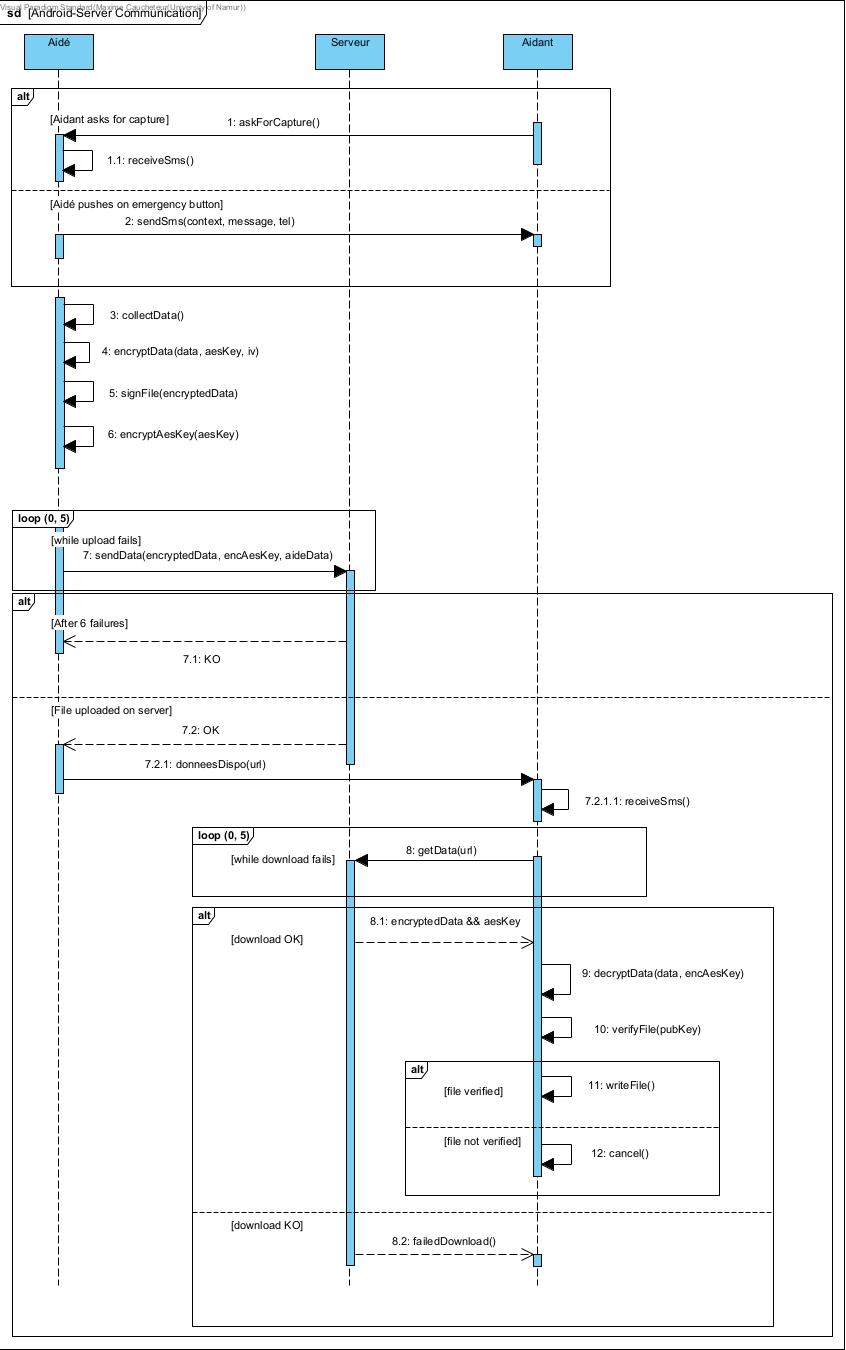 Visual Paradigm Standard(Maxime Caucheteur(University of Namur))
sd [Android-Server Communication]
Aidé
Serveur
Aidant
alt
[Aidant asks for capture]
1: askForCapture()
1.1: receiveSms()
[Aidé pushes on emergency button]
2: sendSms(context, message, tel)
3: collectData()
4: encryptData(data, aesKey, iv)
5: signFile(encryptedData)
6: encryptAesKey(aesKey)
loop (0, 5)
[while upload fails]
7: sendData(encryptedData, encAesKey, aideData)
alt
[After 6 failures]
7.1: KO
[File uploaded on server]
7.2: OK
7.2.1: donneesDispo(url)
7.2.1.1: receiveSms()
loop (0, 5)
8: getData(url)
[while download fails]
alt
8.1: encryptedData && aesKey
[download OK]
9: decryptData(data, encAesKey)
10: verifyFile(pubKey)
alt
11: writeFile()
[file verified]
[file not verified]
12: cancel()
[download KO]
8.2: failedDownload()